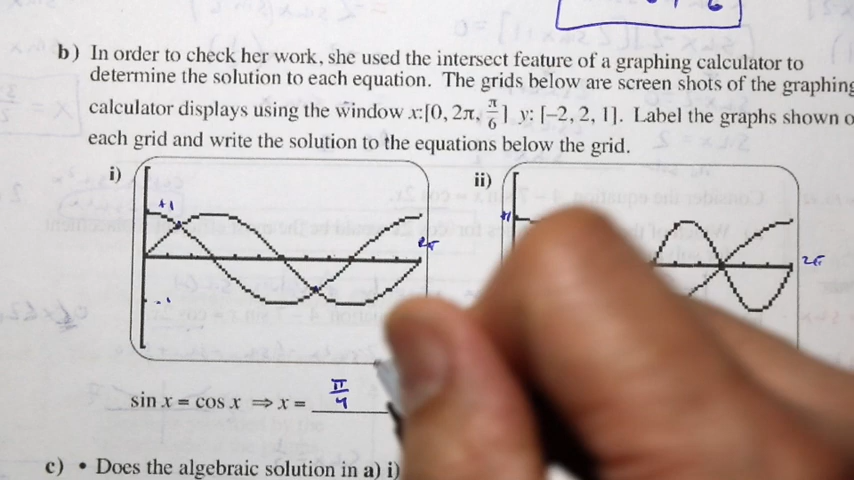 6
b) In order to check her work, she used the intersect feature of a graphing calculator to
determine the solution to each equation. The grids below are screen shots of the graphing
calculator displays using the window x:[0, 2π, π/6] y: [−2, 2, 1]. Label the graphs shown o
each grid and write the solution to the equations below the grid.
i)
+1
2π
-1
ii)
+1
2π
sin x = cos x ⇒ x = π/4
c) • Does the algebraic solution in a) i)